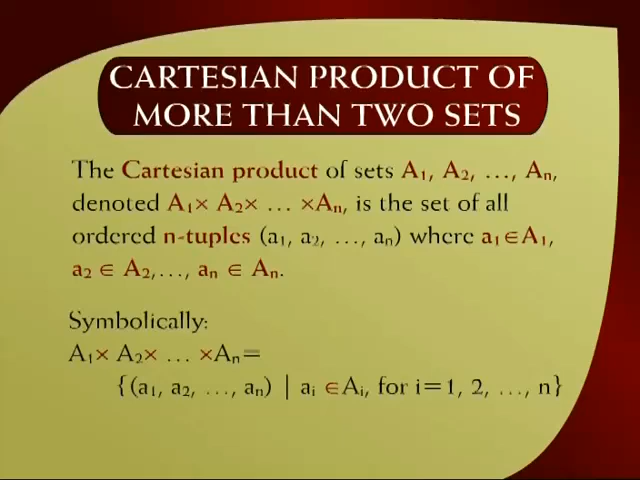 CARTESIAN PRODUCT OF
MORE THAN TWO SETS
The Cartesian product of sets A₁, A₂, …, Aₙ,
denoted A₁× A₂× … ×Aₙ, is the set of all
ordered n-tuples (a₁, a₂, …, aₙ) where a₁∈A₁,
a₂ ∈ A₂,…, aₙ ∈ Aₙ.
Symbolically:
A₁× A₂× … ×Aₙ=
{(a₁, a₂, …, aₙ) | aᵢ ∈Aᵢ, for i=1, 2, …, n}